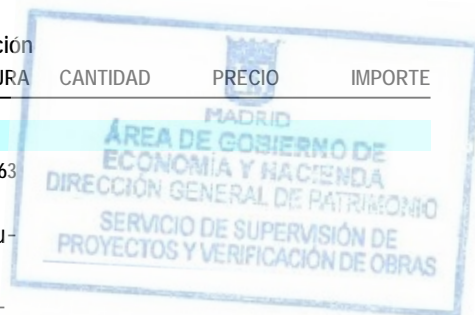 ción
URA CANTIDAD PRECIO IMPORTE
MADRID
ÁREA DE GOBIERNO DE
ECONOMÍA Y HACIENDA
63
DIRECCIÓN GENERAL DE PATRIMONIO
SERVICIO DE SUPERVISIÓN DE
u-
PROYECTOS Y VERIFICACIÓN DE OBRAS